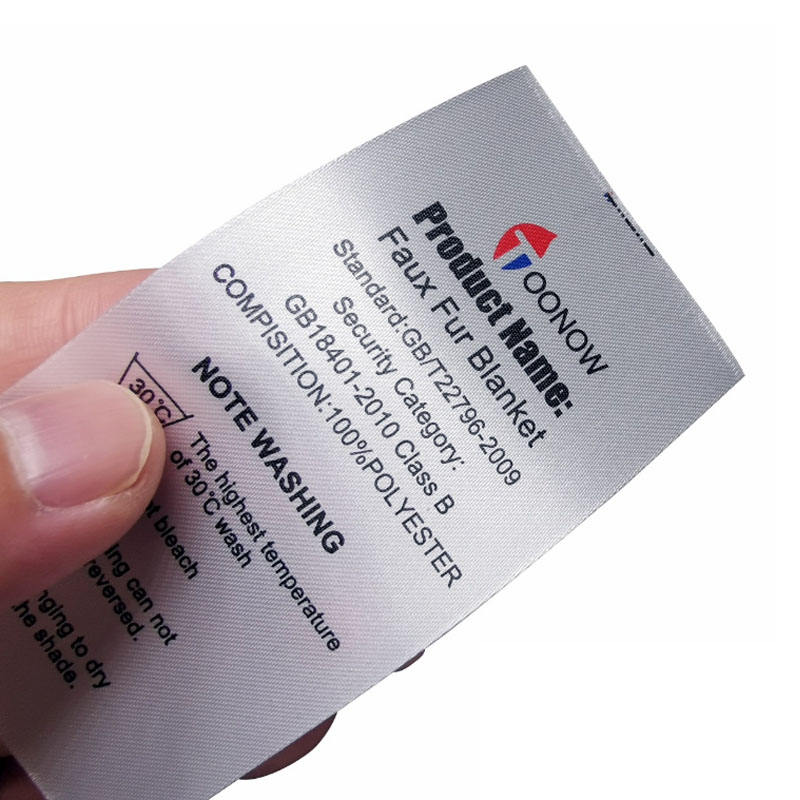 TOONOW
Product Name:
Faux Fur Blanket
Standard:GB/T22796-2009
Security Category:
GB18401-2010 Class B
COMPISITION:100%POLYESTER
NOTE WASHING
30℃
The highest temperature
of 30℃ wash
bleach
can not
reversed.
to dry
the shade.